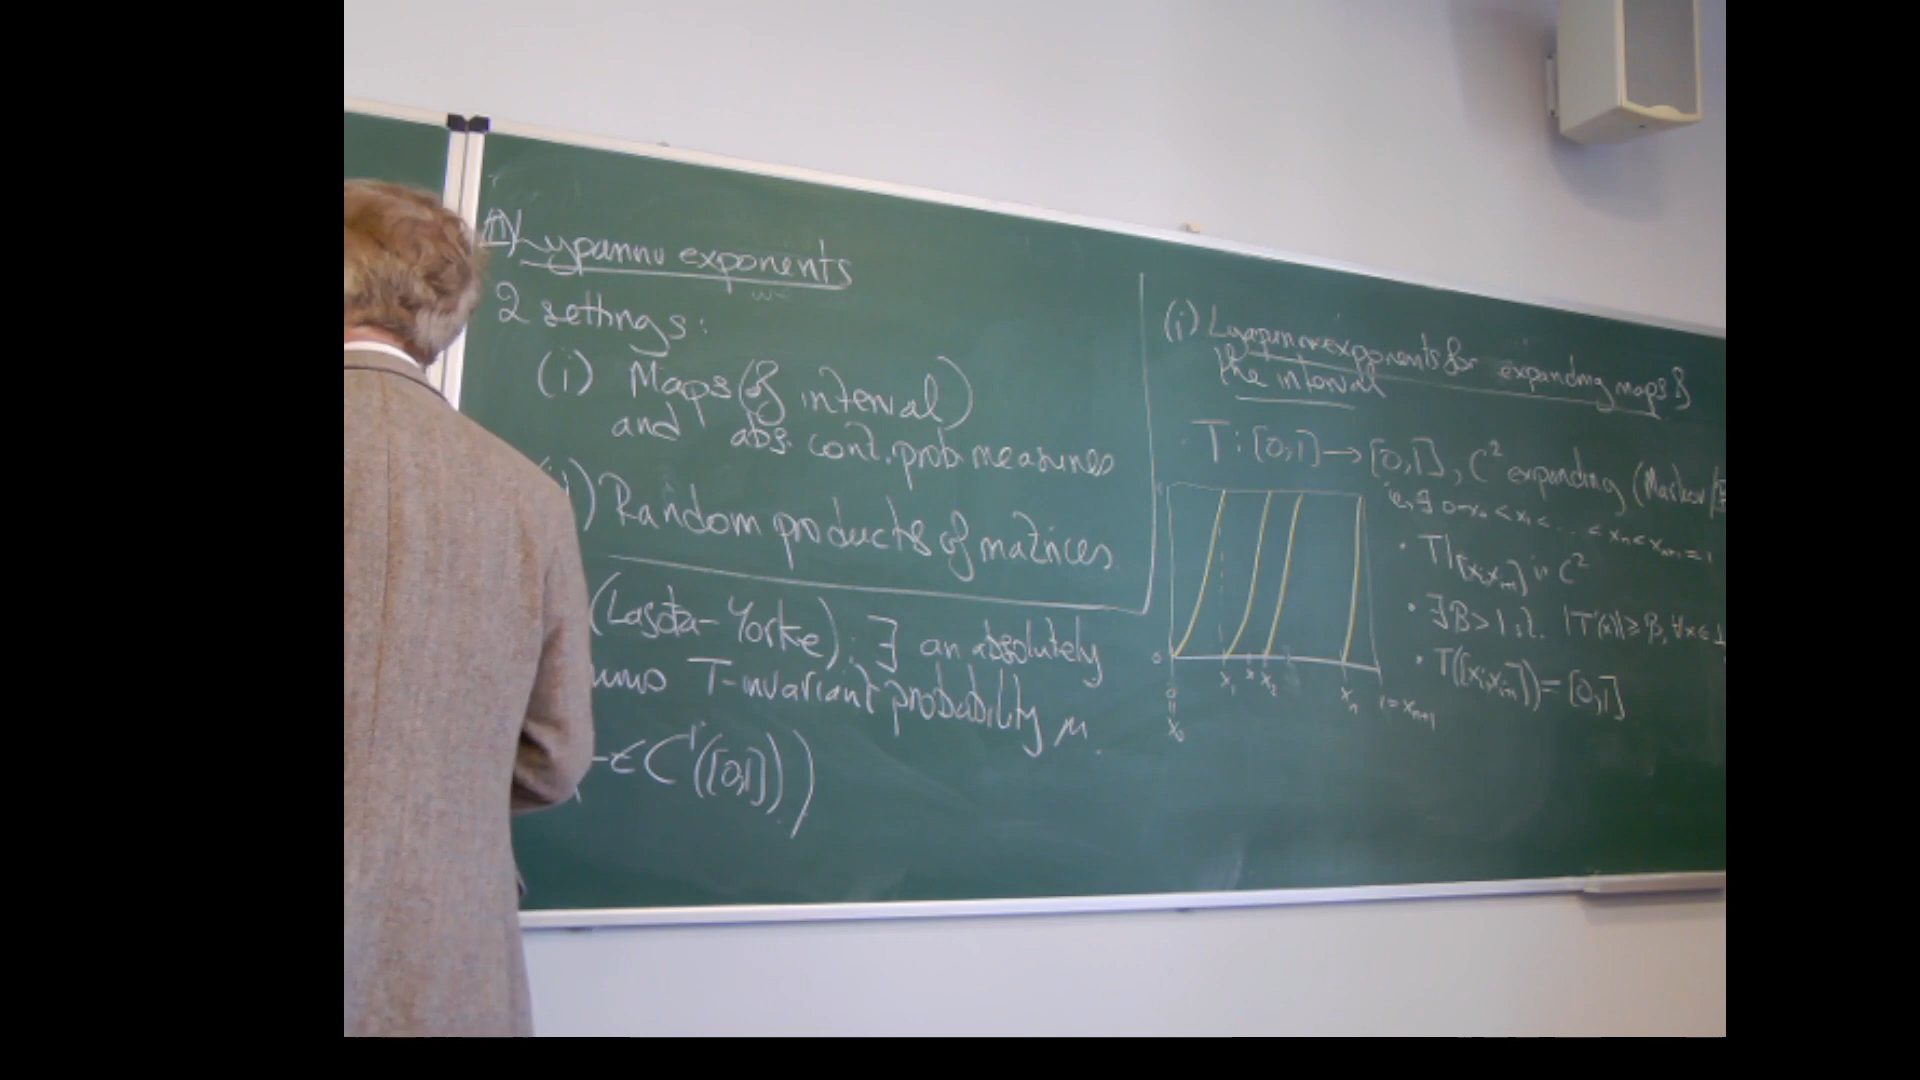 Lyapunov exponents
2 settings:
(i) Maps (of interval)
and abs. cont. prob measures
) Random products of matrices
(Lasota-Yorke): ∃ an absolutely
T-invariant probability μ.
∈ C¹([0,1]))
(i) Lyapunov exponents for expanding maps of
the interval
T: [0,1] → [0,1], C² expanding (Markov/
i.e. ∃ 0=x₀ < x₁ < ... < xₙ < xₙ₊₁ = 1
• T|[xᵢ,xᵢ₊₁] is C²
• ∃β>1 s.t. |T'(x)| ≥ β, ∀x∈
• T([xᵢ,xᵢ₊₁]) = [0,1]
0
x₁ x x₂ xₙ 1=xₙ₊₁
0
॥
x₀